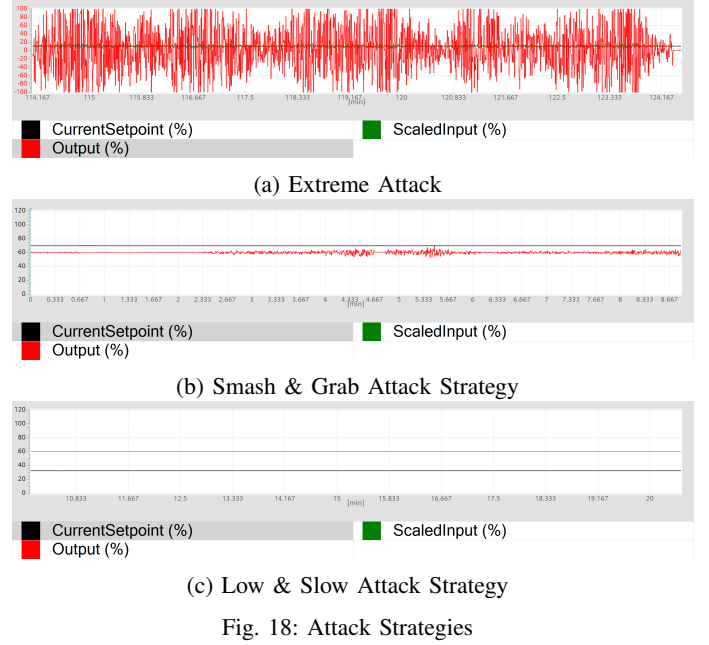 100
80
60
40
20
0
-20
-40
-60
-80
-100
114.167 115 115.833 116.667 117.5 118.333 119.167 120 120.833 121.667 122.5 123.333 124.167
[min]
CurrentSetpoint (%) ScaledInput (%)
Output (%)
(a) Extreme Attack
120
100
80
60
40
20
0
0 0.333 0.667 1 1.333 1.667 2 2.333 2.667 3 3.333 3.667 4 4.333 4.667 5 5.333 5.667 6 6.333 6.667 7 7.333 7.667 8 8.333 8.667
[min]
CurrentSetpoint (%) ScaledInput (%)
Output (%)
(b) Smash & Grab Attack Strategy
120
100
80
60
40
20
0
10.833 11.667 12.5 13.333 14.167 15 15.833 16.667 17.5 18.333 19.167 20
[min]
CurrentSetpoint (%) ScaledInput (%)
Output (%)
(c) Low & Slow Attack Strategy
Fig. 18: Attack Strategies